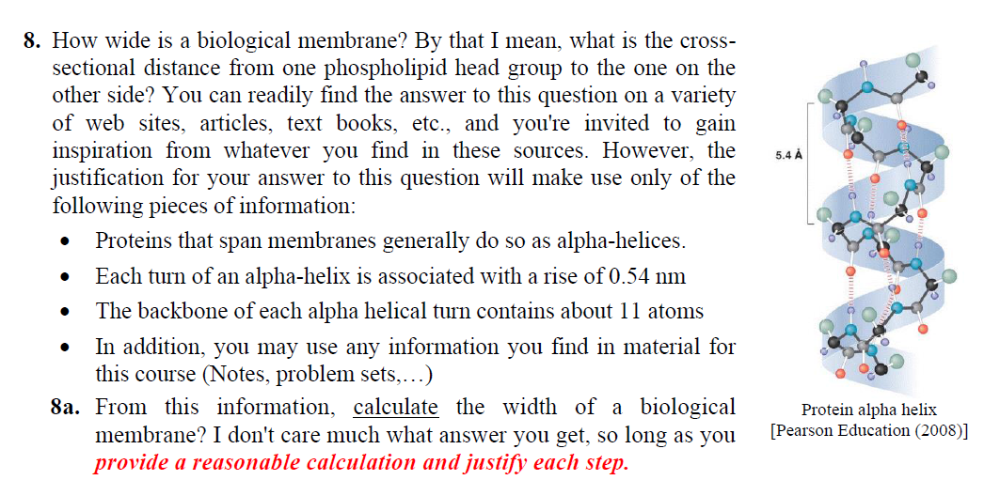 8. How wide is a biological membrane? By that I mean, what is the cross-
sectional distance from one phospholipid head group to the one on the
other side? You can readily find the answer to this question on a variety
of web sites, articles, text books, etc., and you're invited to gain
inspiration from whatever you find in these sources. However, the
justification for your answer to this question will make use only of the
following pieces of information:
• Proteins that span membranes generally do so as alpha-helices.
• Each turn of an alpha-helix is associated with a rise of 0.54 nm
• The backbone of each alpha helical turn contains about 11 atoms
• In addition, you may use any information you find in material for
this course (Notes, problem sets,…)
8a. From this information, calculate the width of a biological
membrane? I don't care much what answer you get, so long as you
provide a reasonable calculation and justify each step.
5.4 Å
Protein alpha helix
[Pearson Education (2008)]